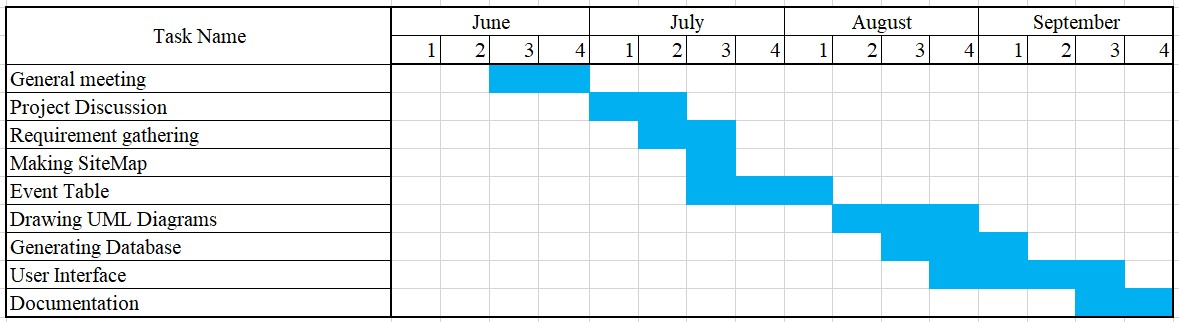 Task Name June July August September
1 2 3 4 1 2 3 4 1 2 3 4 1 2 3 4
General meeting
Project Discussion
Requirement gathering
Making SiteMap
Event Table
Drawing UML Diagrams
Generating Database
User Interface
Documentation